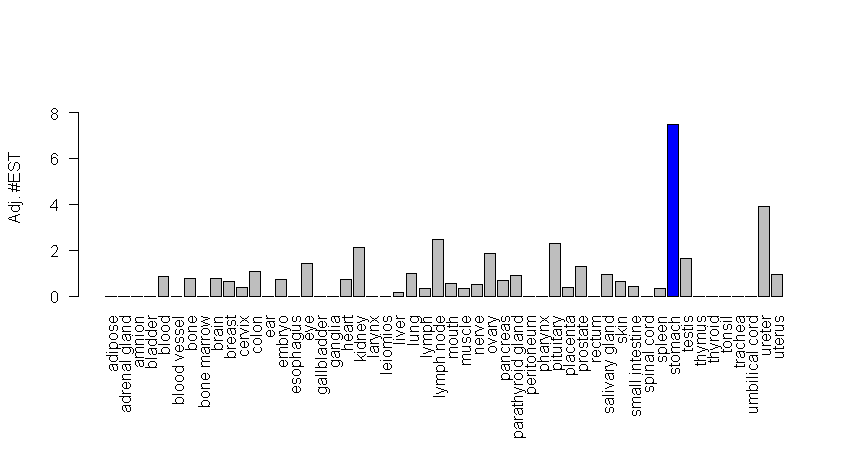 Adj. #EST
8
6
4
2
0
adipose
adrenal gland
amnion
bladder
blood
blood vessel
bone
bone marrow
brain
breast
cervix
colon
ear
embryo
esophagus
eye
gallbladder
ganglia
heart
kidney
larynx
leiomios
liver
lung
lymph
lymph node
mouth
muscle
nerve
ovary
pancreas
parathyroid gland
peritoneum
pharynx
pituitary
placenta
prostate
rectum
salivary gland
skin
small intestine
spinal cord
spleen
stomach
testis
thymus
thyroid
tonsil
trachea
umbilical cord
ureter
uterus